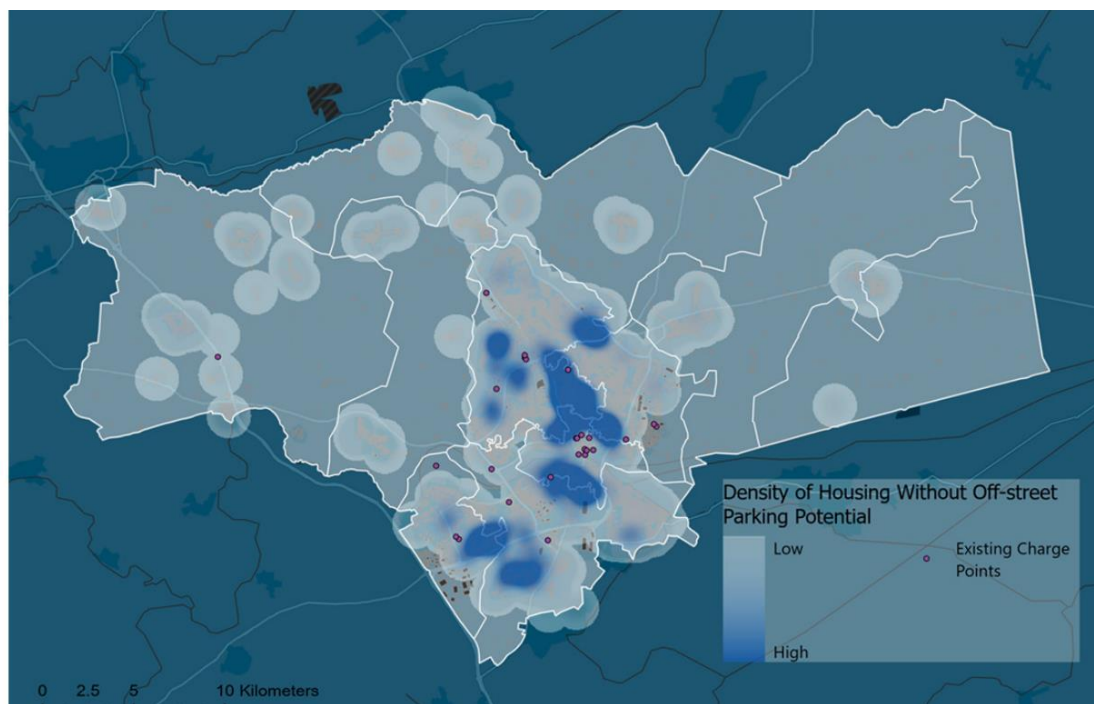 Density of Housing Without Off-street
Parking Potential
Low
Existing Charge
Points
High
0 2.5 5 10 Kilometers